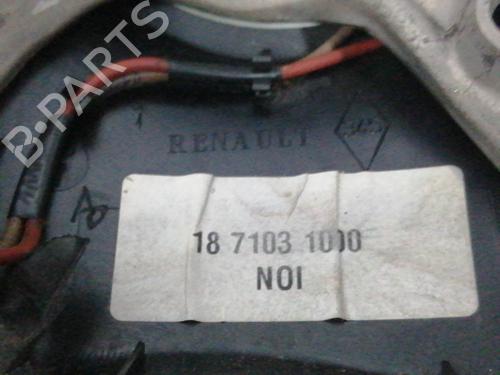 B-PARTS
RENAULT
18 7103 1000
NOI